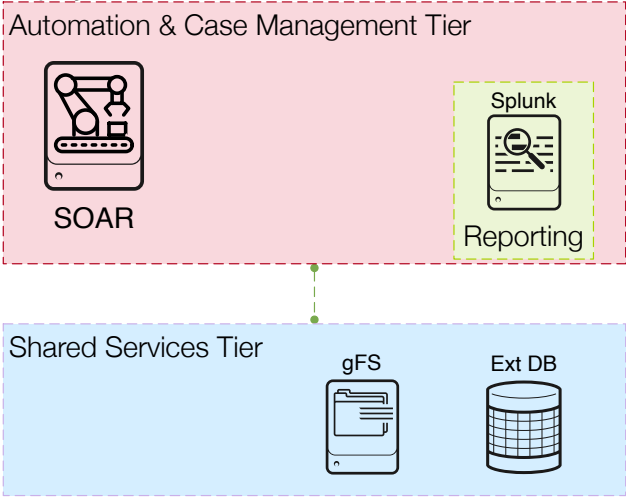 Automation & Case Management Tier
SOAR
Splunk
Reporting
Shared Services Tier
gFS
Ext DB